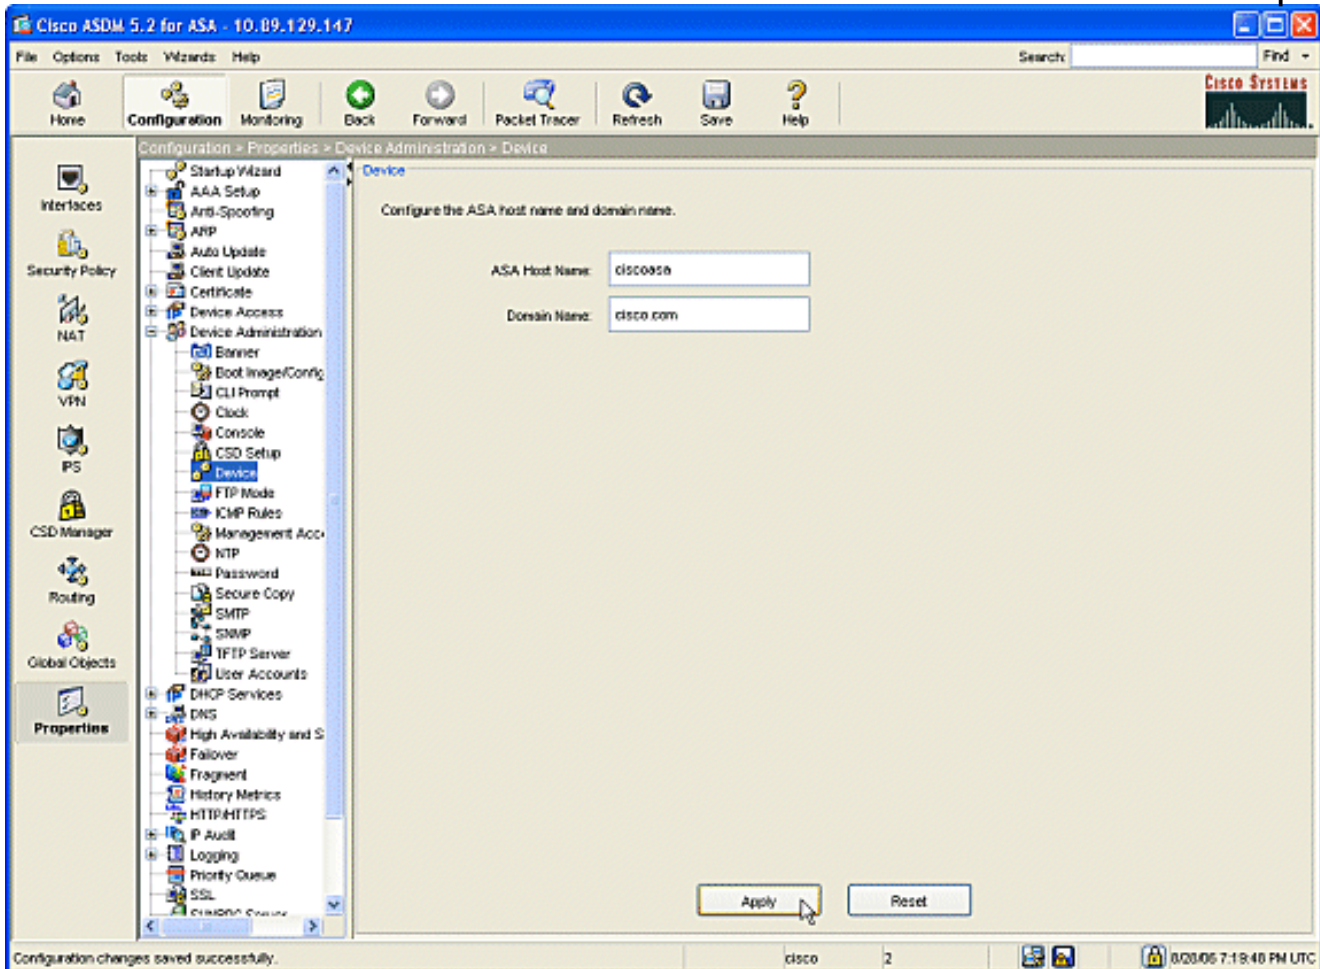 Cisco ASDM 5.2 for ASA - 10.89.129.147
File Options Tools Wizards Help Search: Find
Home Configuration Monitoring Back Forward Packet Tracer Refresh Save Help
CISCO SYSTEMS
Configuration > Properties > Device Administration > Device
Interfaces
Security Policy
NAT
VPN
IPS
CSD Manager
Routing
Global Objects
Properties
Startup Wizard
AAA Setup
Anti-Spoofing
ARP
Auto Update
Client Update
Certificate
Device Access
Device Administration
Banner
Boot Image/Config
CLI Prompt
Clock
Console
CSD Setup
Device
FTP Mode
ICMP Rules
Management Acc
NTP
Password
Secure Copy
SMTP
SNMP
TFTP Server
User Accounts
DHCP Services
DNS
High Availability and S
Failover
Fragment
History Metrics
HTTP/HTTPS
IP Audit
Logging
Priority Queue
SSL
SUNRPC Server
Device
Configure the ASA host name and domain name.
ASA Host Name: ciscoasa
Domain Name: cisco.com
Apply Reset
Configuration changes saved successfully. cisco 2 8/28/06 7:19:48 PM UTC